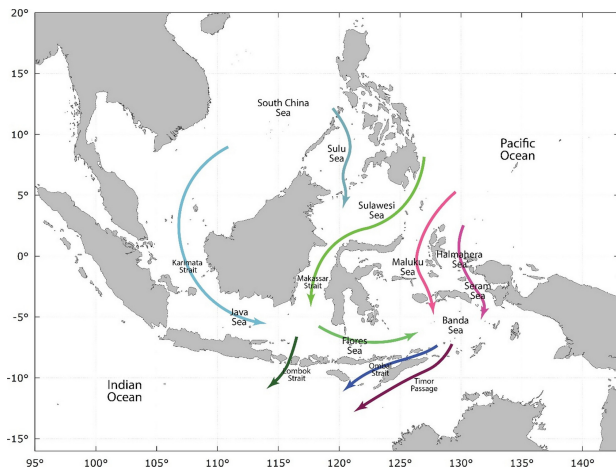 20°
15°
10°
5°
0°
-5°
-10°
-15°
95°
100°
105°
110°
115°
120°
125°
130°
135°
140°
South China
Sea
Sulu
Sea
Pacific
Ocean
Sulawesi
Sea
Karimata
Strait
Makassar
Strait
Maluku
Sea
Halmahera
Sea
Seram
Sea
Java
Sea
Flores
Sea
Banda
Sea
Lombok
Strait
Ombai
Strait
Timor
Passage
Indian
Ocean